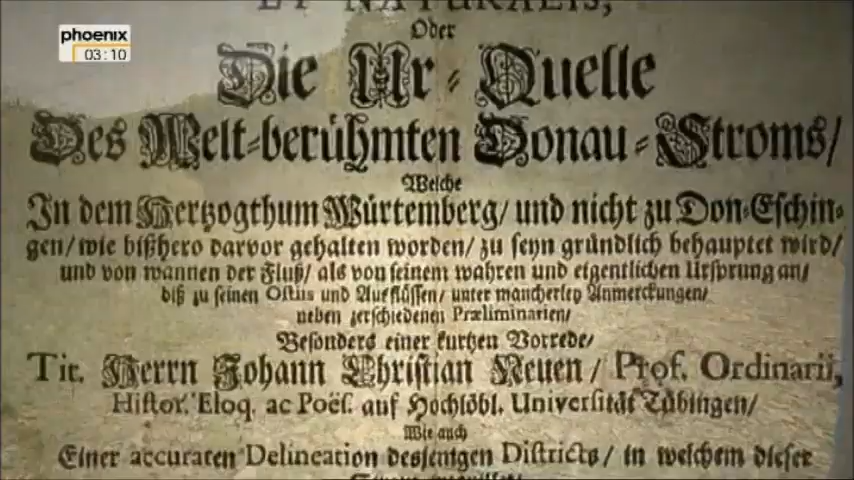 phoenix
03:10
ET NATURALIS,
Oder
Die Ur-Quelle
Des Welt-berühmten Donau-Stroms/
Welche
In dem Hertzogthum Würtemberg/ und nicht zu Don-Eschin-
gen/ wie bißhero darvor gehalten worden/ zu seyn gründlich behauptet wird/
und von wannen der Fluß/ als von seinem wahren und eigentlichen Ursprung an/
biß zu seinen Ostiis und Außflüssen/ unter mancherley Anmerckungen/
neben zerschiedenen Præliminarien/
Besonders einer kurtzen Vorrede/
Tit. Herrn Johann Christian Neuen/ Prof. Ordinarii,
Histor. Eloq. ac Poës. auf Hochlöbl. Universität Tübingen/
Wie auch
Einer accuraten Delineation desjenigen Districts/ in welchem dieser